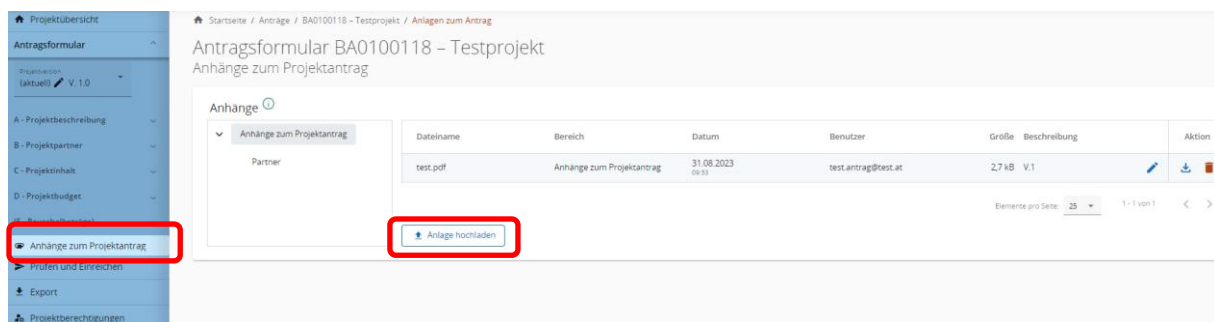 Projektübersicht
Antragsformular
Projektversion
(aktuell) V. 1.0
A - Projektbeschreibung
B - Projektpartner
C - Projektinhalt
D - Projektbudget
Anhänge zum Projektantrag
Prüfen und Einreichen
Export
Projektberechtigungen
Startseite / Anträge / BA0100118 – Testprojekt / Anlagen zum Antrag
Antragsformular BA0100118 – Testprojekt
Anhänge zum Projektantrag
Anhänge
Anhänge zum Projektantrag
Partner
Dateiname Bereich Datum Benutzer Größe Beschreibung Aktion
test.pdf Anhänge zum Projektantrag 31.08.2023 test.antrag@test.at 2,7 kB V.1
09:53
Elemente pro Seite: 25 1 - 1 von 1
Anlage hochladen